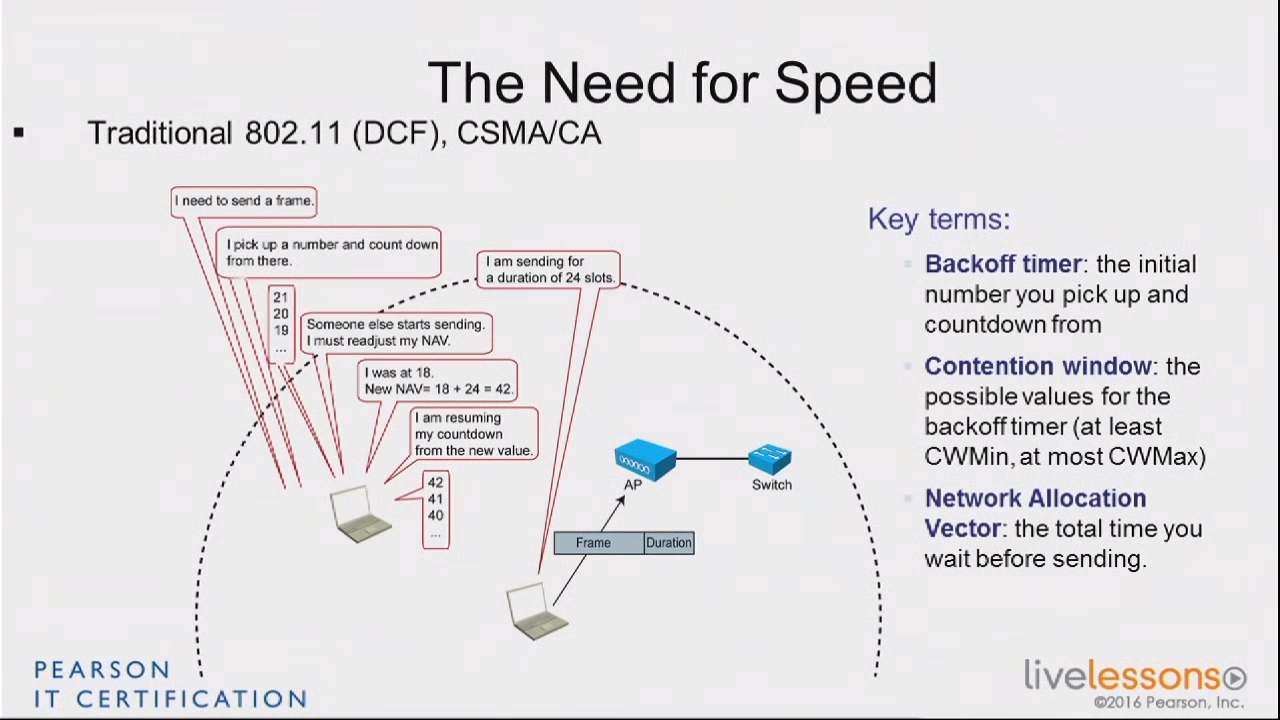 The Need for Speed
▪ Traditional 802.11 (DCF), CSMA/CA
I need to send a frame.
I pick up a number and count down
from there.
21
20
19
...
Someone else starts sending.
I must readjust my NAV.
I was at 18.
New NAV= 18 + 24 = 42.
I am resuming
my countdown
from the new value.
42
41
40
...
I am sending for
a duration of 24 slots.
AP
Switch
Frame
Duration
Key terms:
Backoff timer: the initial
number you pick up and
countdown from
Contention window: the
possible values for the
backoff timer (at least
CWMin, at most CWMax)
Network Allocation
Vector: the total time you
wait before sending.
PEARSON
IT CERTIFICATION
livelessons
©2016 Pearson, Inc.